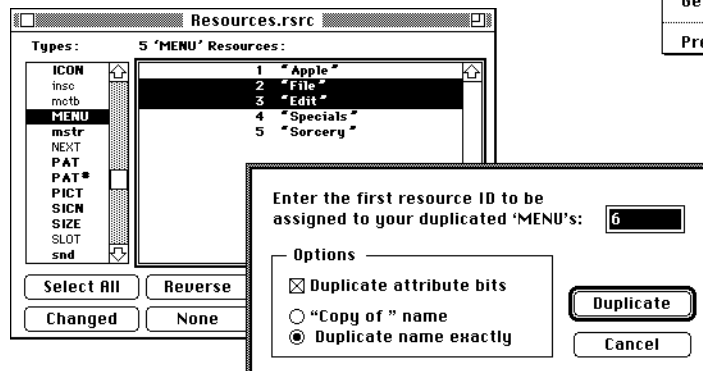 Ge
Resources.rsrc
Pre
Types: 5 'MENU' Resources:
ICON
insc
mctb
MENU
mstr
NEXT
PAT
PAT#
PICT
SICN
SIZE
SLOT
snd
1 "Apple"
2 "File"
3 "Edit"
4 "Specials"
5 "Sorcery"
Select All
Reverse
Changed
None
Enter the first resource ID to be
assigned to your duplicated 'MENU's: 6
Options
Duplicate attribute bits
"Copy of " name
Duplicate name exactly
Duplicate
Cancel